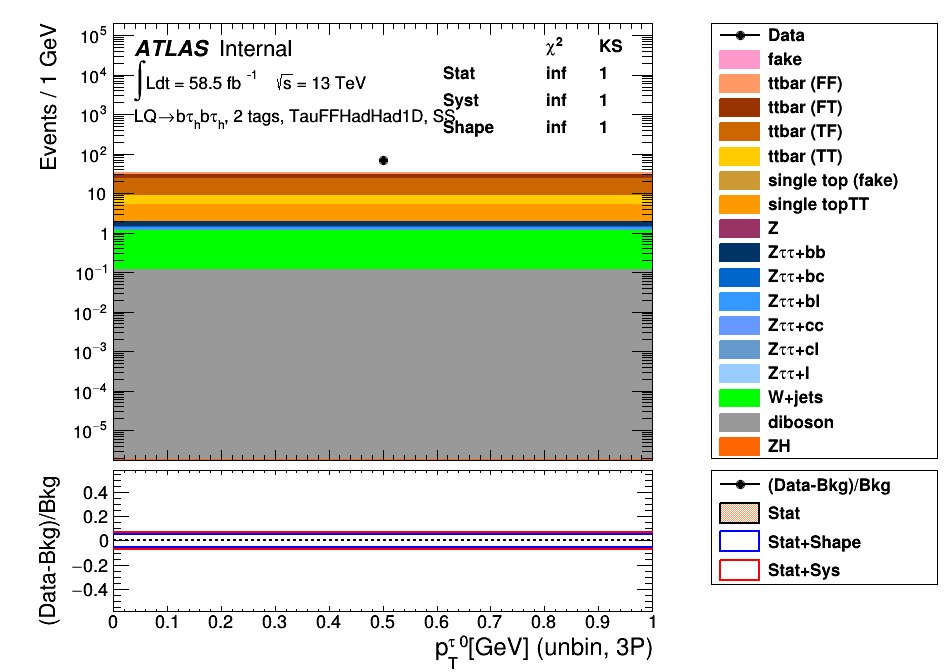 Events / 1 GeV
10⁵
10⁴
10³
10²
10
1
10⁻¹
10⁻²
10⁻³
10⁻⁴
10⁻⁵
ATLAS Internal
∫Ldt = 58.5 fb⁻¹ √s = 13 TeV
LQ→bτₕbτₕ, 2 tags, TauFFHadHad1D, SS,
χ² KS
Stat inf 1
Syst inf 1
Shape inf 1
Data
fake
ttbar (FF)
ttbar (FT)
ttbar (TF)
ttbar (TT)
single top (fake)
single topTT
Z
Zττ+bb
Zττ+bc
Zττ+bl
Zττ+cc
Zττ+cl
Zττ+l
W+jets
diboson
ZH
(Data-Bkg)/Bkg
0.4
0.2
0
−0.2
−0.4
(Data-Bkg)/Bkg
Stat
Stat+Shape
Stat+Sys
0 0.1 0.2 0.3 0.4 0.5 0.6 0.7 0.8 0.9 1
p_T^τ 0[GeV] (unbin, 3P)